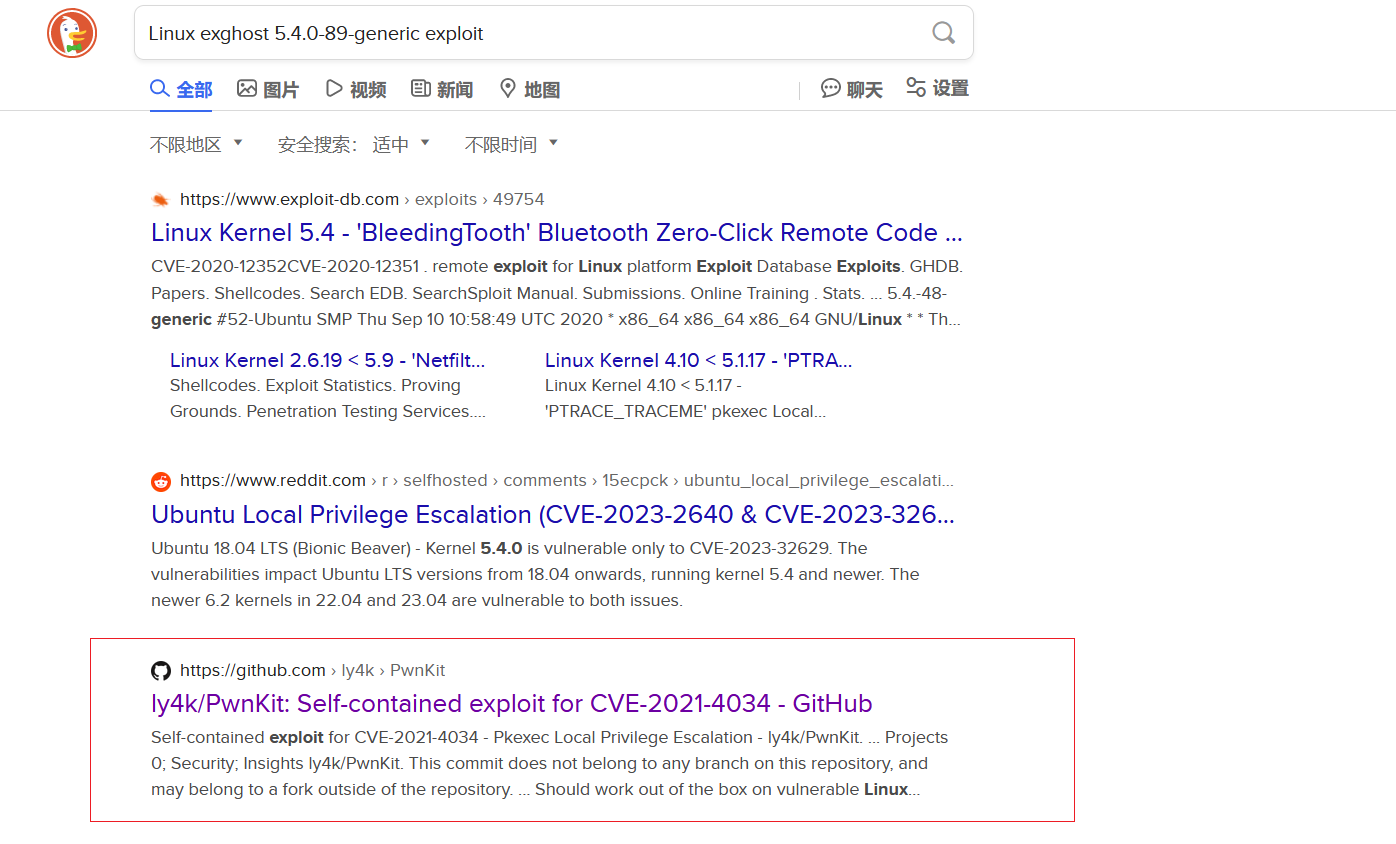 Linux exghost 5.4.0-89-generic exploit
全部 图片 视频 新闻 地图 聊天 设置
不限地区 安全搜索： 适中 不限时间
https://www.exploit-db.com › exploits › 49754
Linux Kernel 5.4 - 'BleedingTooth' Bluetooth Zero-Click Remote Code ...
CVE-2020-12352CVE-2020-12351 . remote exploit for Linux platform Exploit Database Exploits. GHDB.
Papers. Shellcodes. Search EDB. SearchSploit Manual. Submissions. Online Training . Stats. ... 5.4.-48-
generic #52-Ubuntu SMP Thu Sep 10 10:58:49 UTC 2020 * x86_64 x86_64 x86_64 GNU/Linux * * Th...
Linux Kernel 2.6.19 < 5.9 - 'Netfilt...
Shellcodes. Exploit Statistics. Proving
Grounds. Penetration Testing Services....
Linux Kernel 4.10 < 5.1.17 - 'PTRA...
Linux Kernel 4.10 < 5.1.17 -
'PTRACE_TRACEME' pkexec Local...
https://www.reddit.com › r › selfhosted › comments › 15ecpck › ubuntu_local_privilege_escalati...
Ubuntu Local Privilege Escalation (CVE-2023-2640 & CVE-2023-326...
Ubuntu 18.04 LTS (Bionic Beaver) - Kernel 5.4.0 is vulnerable only to CVE-2023-32629. The
vulnerabilities impact Ubuntu LTS versions from 18.04 onwards, running kernel 5.4 and newer. The
newer 6.2 kernels in 22.04 and 23.04 are vulnerable to both issues.
https://github.com › ly4k › PwnKit
ly4k/PwnKit: Self-contained exploit for CVE-2021-4034 - GitHub
Self-contained exploit for CVE-2021-4034 - Pkexec Local Privilege Escalation - ly4k/PwnKit. ... Projects
0; Security; Insights ly4k/PwnKit. This commit does not belong to any branch on this repository, and
may belong to a fork outside of the repository. ... Should work out of the box on vulnerable Linux...